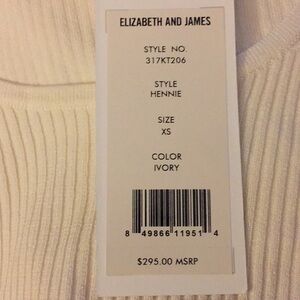 ELIZABETH AND JAMES
STYLE NO.
317KT206
STYLE
HENNIE
SIZE
XS
COLOR
IVORY
8 49866 11951 4
$295.00 MSRP